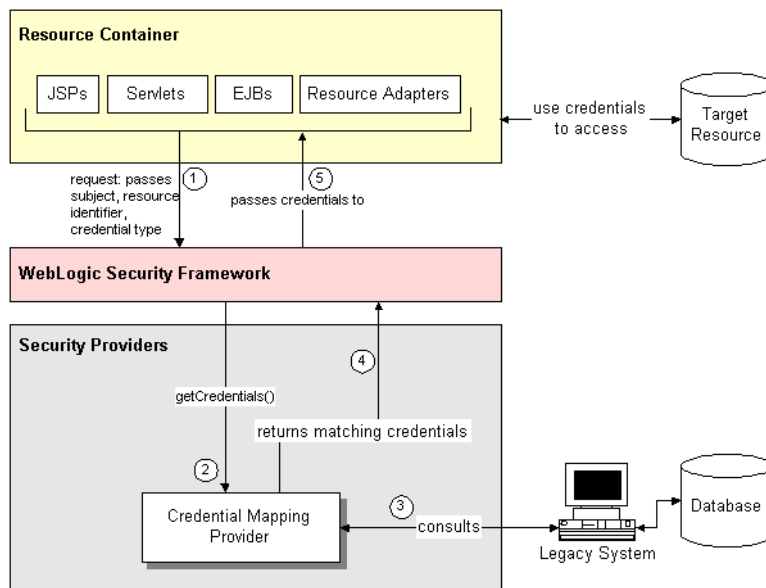 Resource Container
JSPs
Servlets
EJBs
Resource Adapters
use credentials
to access
Target
Resource
1
request: passes
subject, resource
identifier,
credential type
5
passes credentials to
WebLogic Security Framework
Security Providers
4
getCredentials()
returns matching credentials
2
Credential Mapping
Provider
3
consults
Legacy System
Database